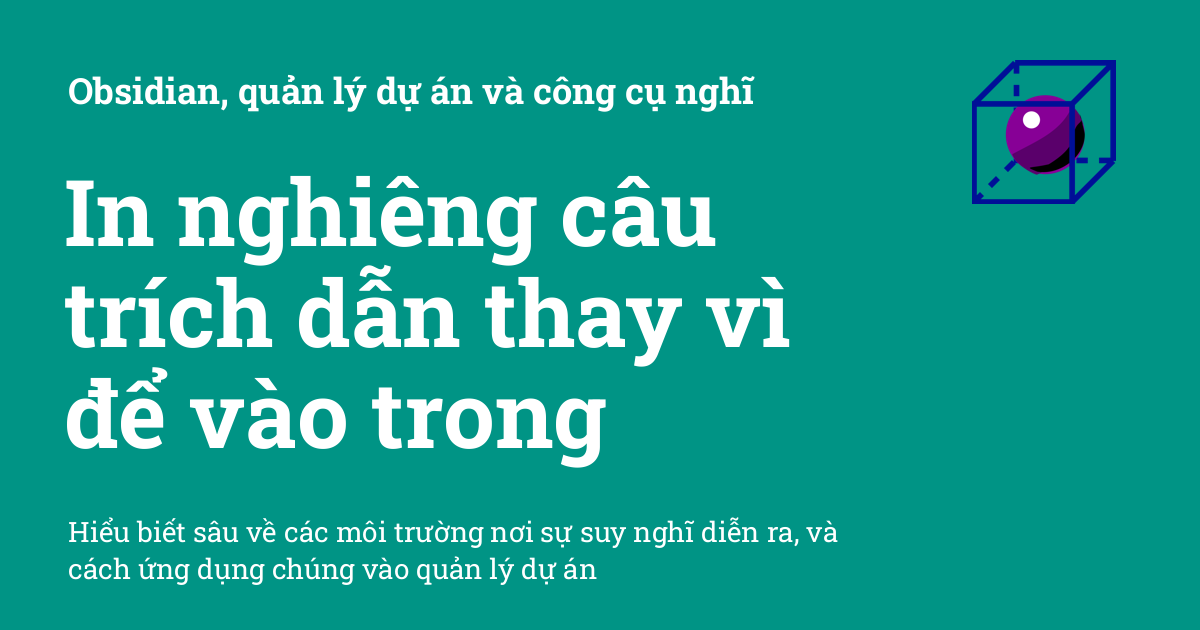 Obsidian, quản lý dự án và công cụ nghĩ
In nghiêng câu
trích dẫn thay vì
để vào trong
Hiểu biết sâu về các môi trường nơi sự suy nghĩ diễn ra, và
cách ứng dụng chúng vào quản lý dự án